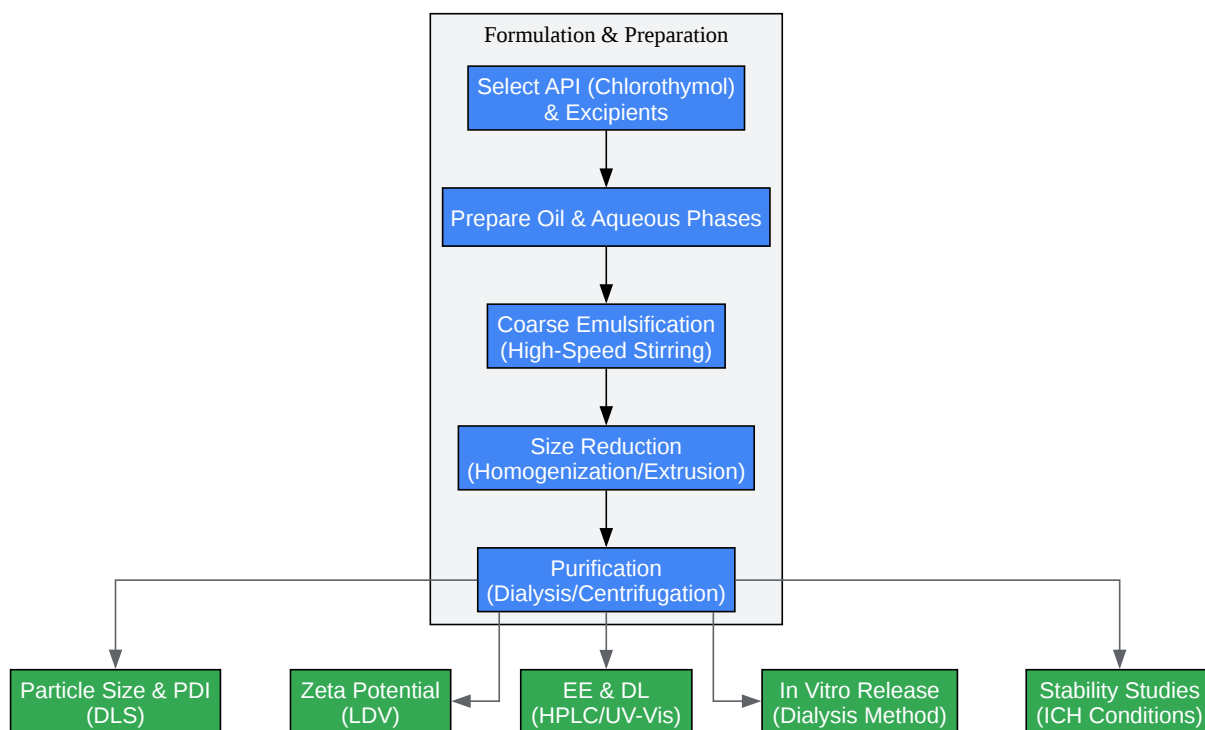 Formulation & Preparation
Select API (Chlorothymol)
& Excipients
Prepare Oil & Aqueous Phases
Coarse Emulsification
(High-Speed Stirring)
Size Reduction
(Homogenization/Extrusion)
Purification
(Dialysis/Centrifugation)
Particle Size & PDI
(DLS)
Zeta Potential
(LDV)
EE & DL
(HPLC/UV-Vis)
In Vitro Release
(Dialysis Method)
Stability Studies
(ICH Conditions)